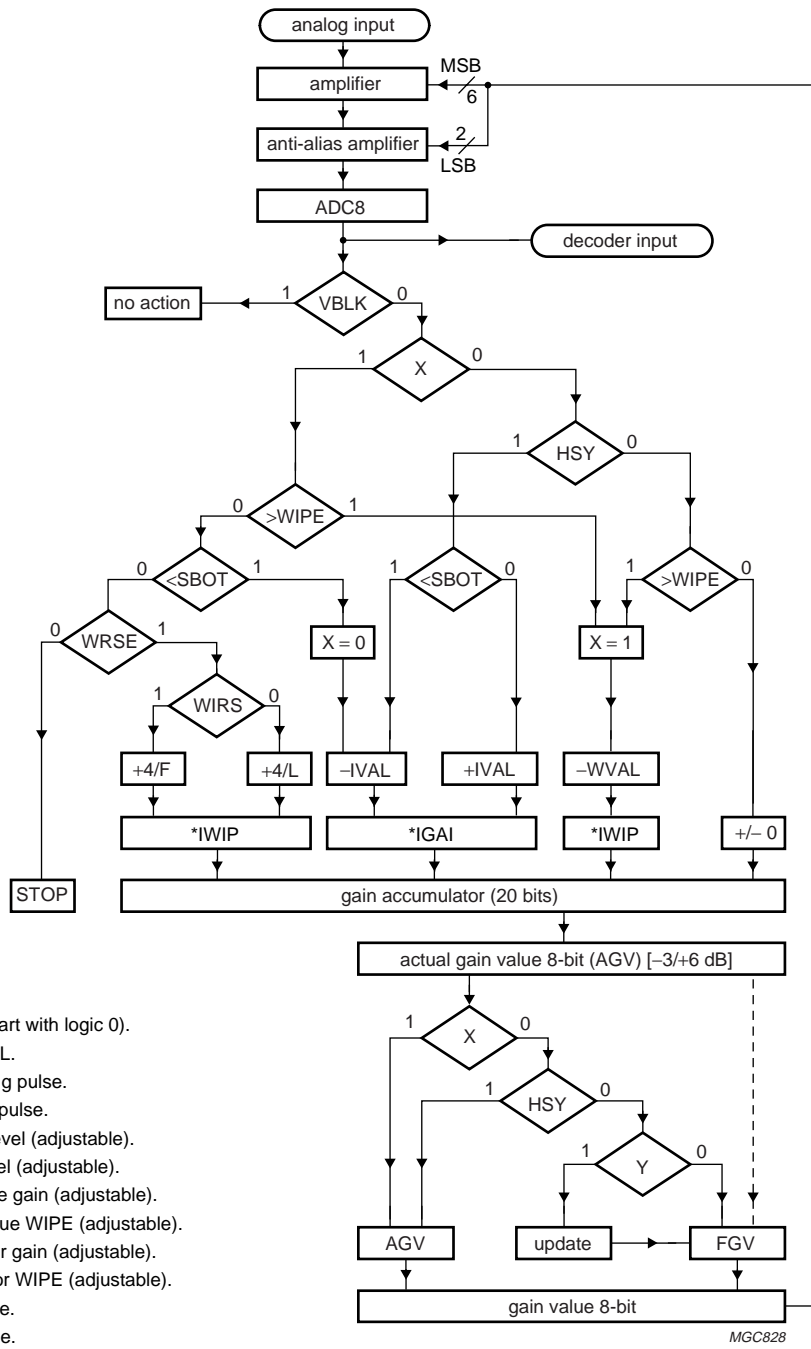 analog input
MSB
amplifier
6
2
anti-alias amplifier
LSB
ADC8
decoder input
no action
1
VBLK
0
1
X
0
1
HSY
0
0
>WIPE
1
0
<SBOT
1
1
<SBOT
0
1
>WIPE
0
0
WRSE
1
X = 0
X = 1
1
WIRS
0
+4/F
+4/L
−IVAL
+IVAL
−WVAL
*IWIP
*IGAI
*IWIP
+/− 0
STOP
gain accumulator (20 bits)
actual gain value 8-bit (AGV) [−3/+6 dB]
1
X
0
1
HSY
0
1
Y
0
AGV
update
FGV
gain value 8-bit
MGC828
art with logic 0).
L.
g pulse.
pulse.
evel (adjustable).
el (adjustable).
e gain (adjustable).
ue WIPE (adjustable).
r gain (adjustable).
or WIPE (adjustable).
e.
e.